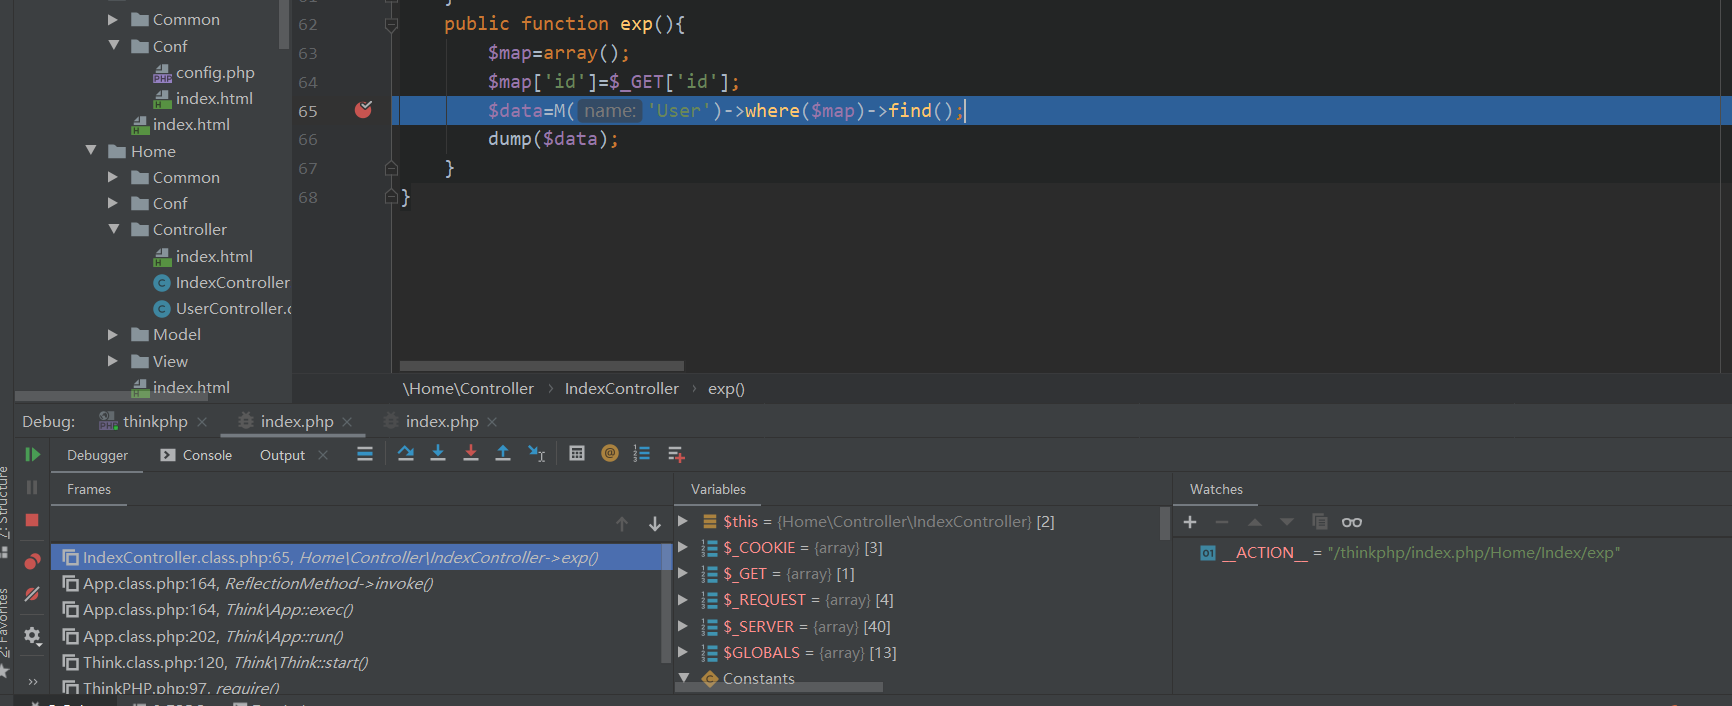 Common
Conf
config.php
index.html
index.html
Home
Common
Conf
Controller
index.html
IndexController
UserController.
Model
View
index.html
62 public function exp(){
63 $map=array();
64 $map['id']=$_GET['id'];
65 $data=M( name: 'User')->where($map)->find();
66 dump($data);
67 }
68 }
\Home\Controller › IndexController › exp()
Debug: thinkphp × index.php × index.php ×
Debugger Console Output ×
Frames
IndexController.class.php:65, Home\Controller\IndexController->exp()
App.class.php:164, ReflectionMethod->invoke()
App.class.php:164, Think\App::exec()
App.class.php:202, Think\App::run()
Think.class.php:120, Think\Think::start()
ThinkPHP.php:97, require()
Variables
$this = {Home\Controller\IndexController} [2]
$_COOKIE = {array} [3]
$_GET = {array} [1]
$_REQUEST = {array} [4]
$_SERVER = {array} [40]
$GLOBALS = {array} [13]
Constants
Watches
__ACTION__ = "/thinkphp/index.php/Home/Index/exp"
7: Structure
2: Favorites